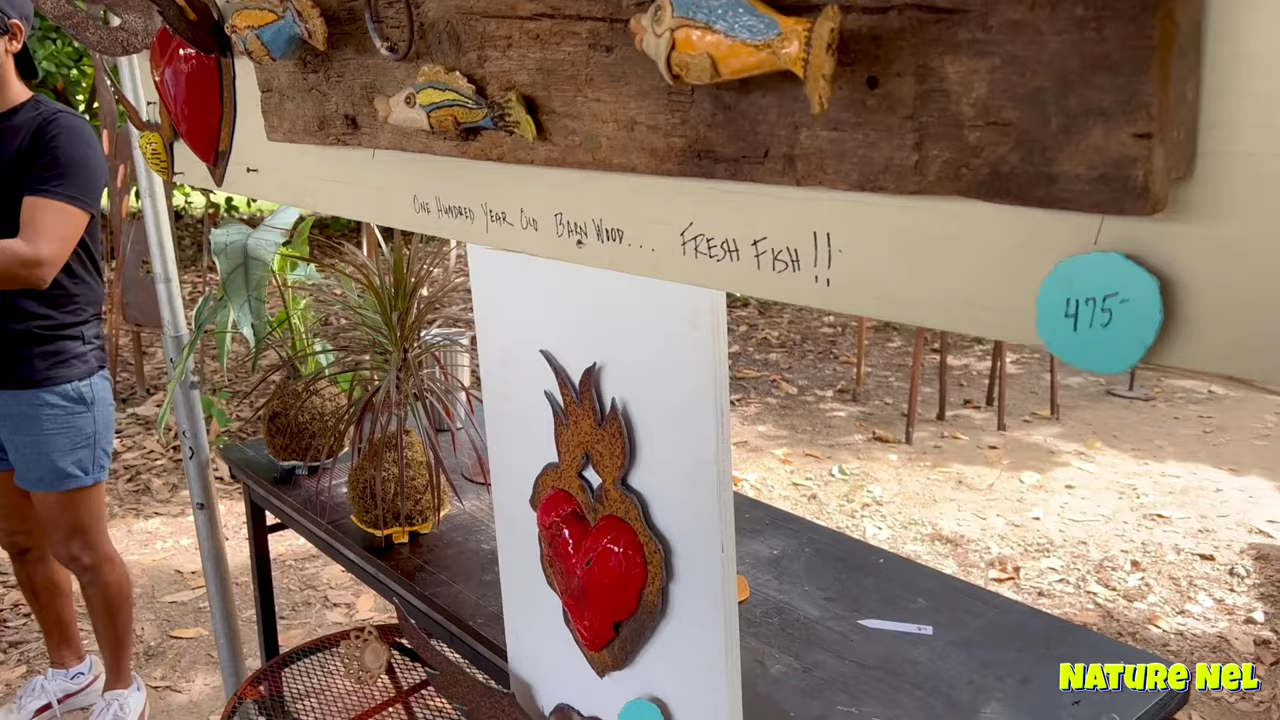 ONE HUNDRED YEAR OLD BARN WOOD.... FRESH FISH!!
475-
NATURE NEL